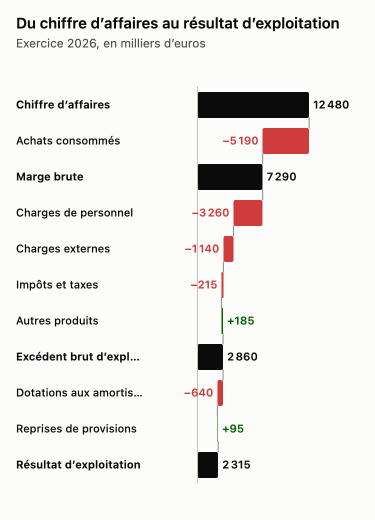 Du chiffre d’affaires au résultat d’exploitation
Exercice 2026, en milliers d’euros
Chiffre d’affaires 12 480
Achats consommés −5 190
Marge brute 7 290
Charges de personnel −3 260
Charges externes −1 140
Impôts et taxes −215
Autres produits +185
Excédent brut d’expl… 2 860
Dotations aux amortis… −640
Reprises de provisions +95
Résultat d’exploitation 2 315